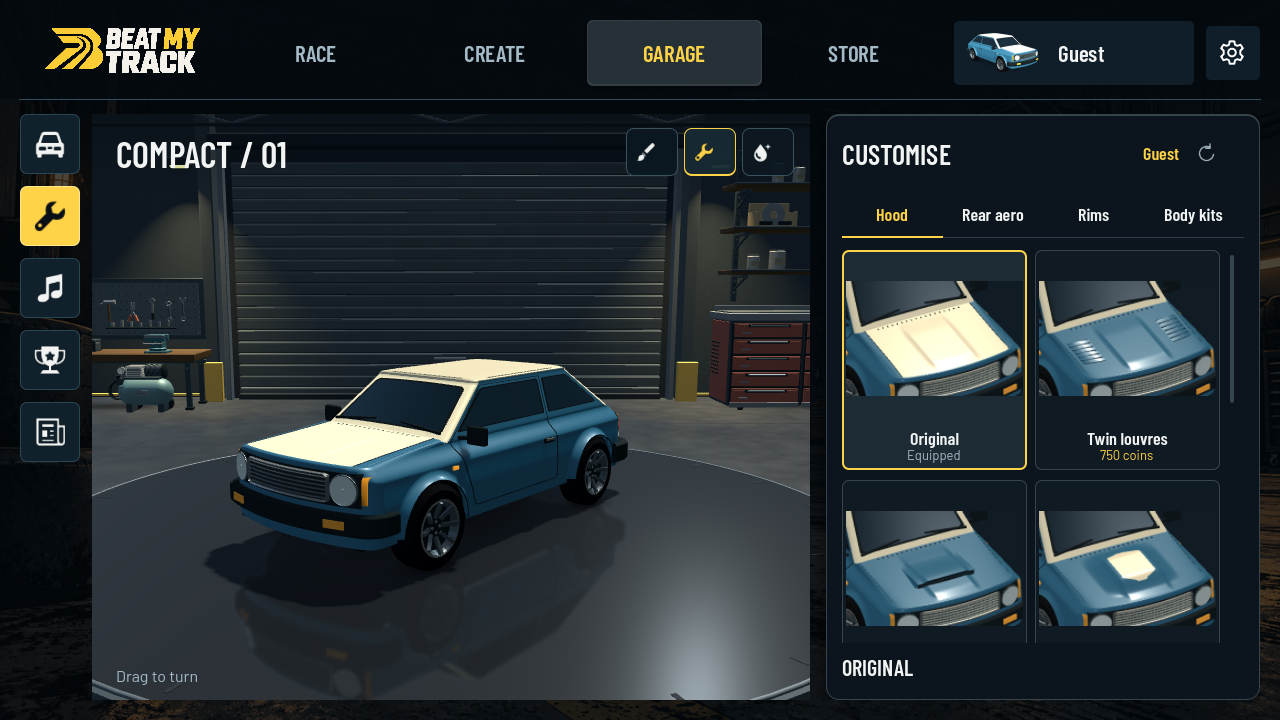 BEAT MY
TRACK
RACE
CREATE
GARAGE
STORE
Guest
COMPACT / 01
CUSTOMISE
Guest
Hood
Rear aero
Rims
Body kits
Original
Equipped
Twin louvres
750 coins
Drag to turn
ORIGINAL